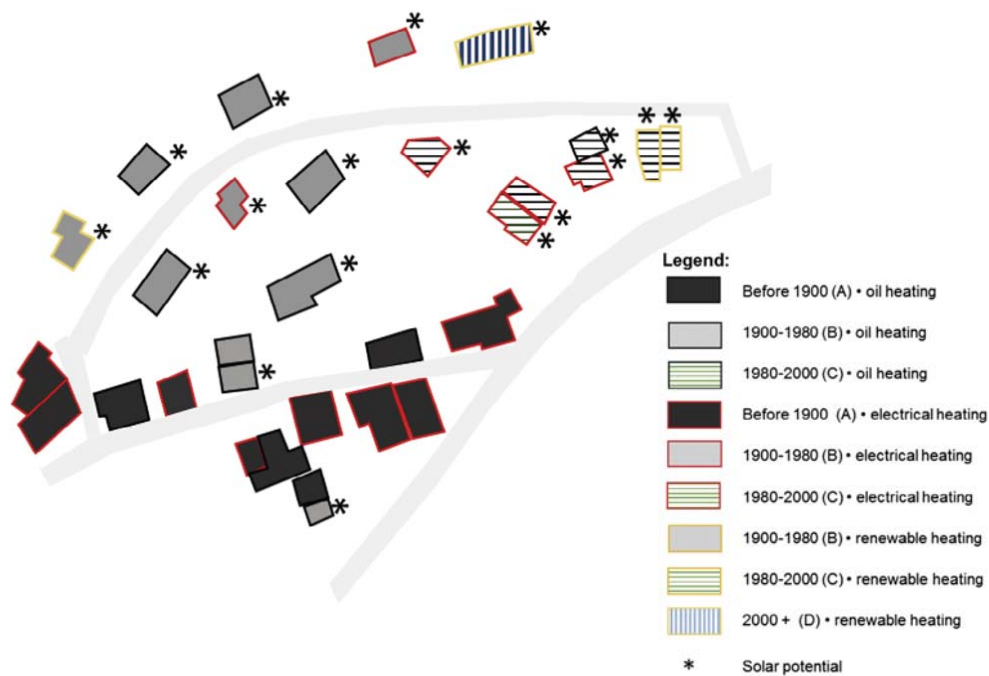 Legend:
Before 1900 (A) • oil heating
1900-1980 (B) • oil heating
1980-2000 (C) • oil heating
Before 1900 (A) • electrical heating
1900-1980 (B) • electrical heating
1980-2000 (C) • electrical heating
1900-1980 (B) • renewable heating
1980-2000 (C) • renewable heating
2000 + (D) • renewable heating
* Solar potential